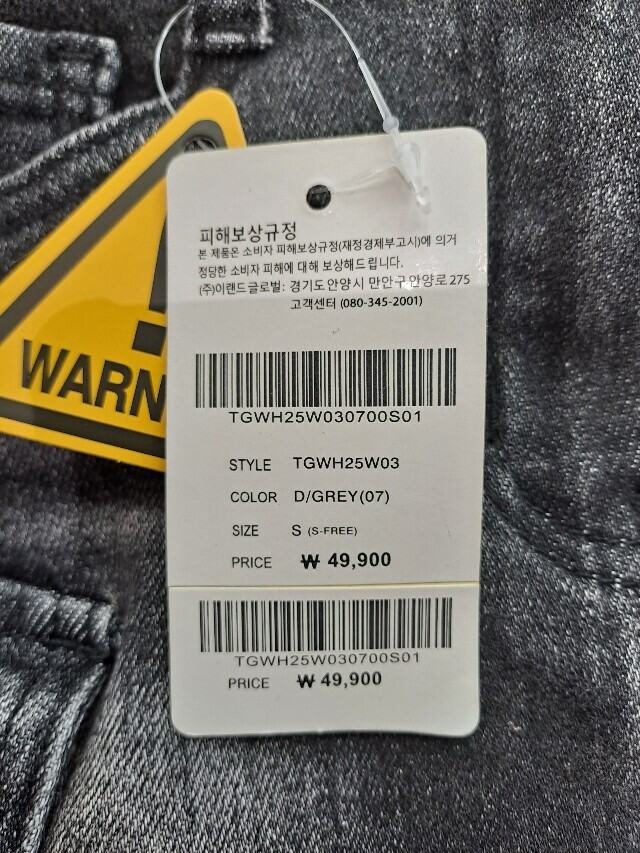 피해보상규정
본 제품은 소비자 피해보상규정(재정경제부고시)에 의거
정당한 소비자 피해에 대해 보상해드립니다.
(주)이랜드글로벌: 경기도 안양시 만안구 안양로 275
고객센터 (080-345-2001)
TGWH25W030700S01
STYLE TGWH25W03
COLOR D/GREY(07)
SIZE S (S-FREE)
PRICE ₩ 49,900
TGWH25W030700S01
PRICE ₩ 49,900
WARN